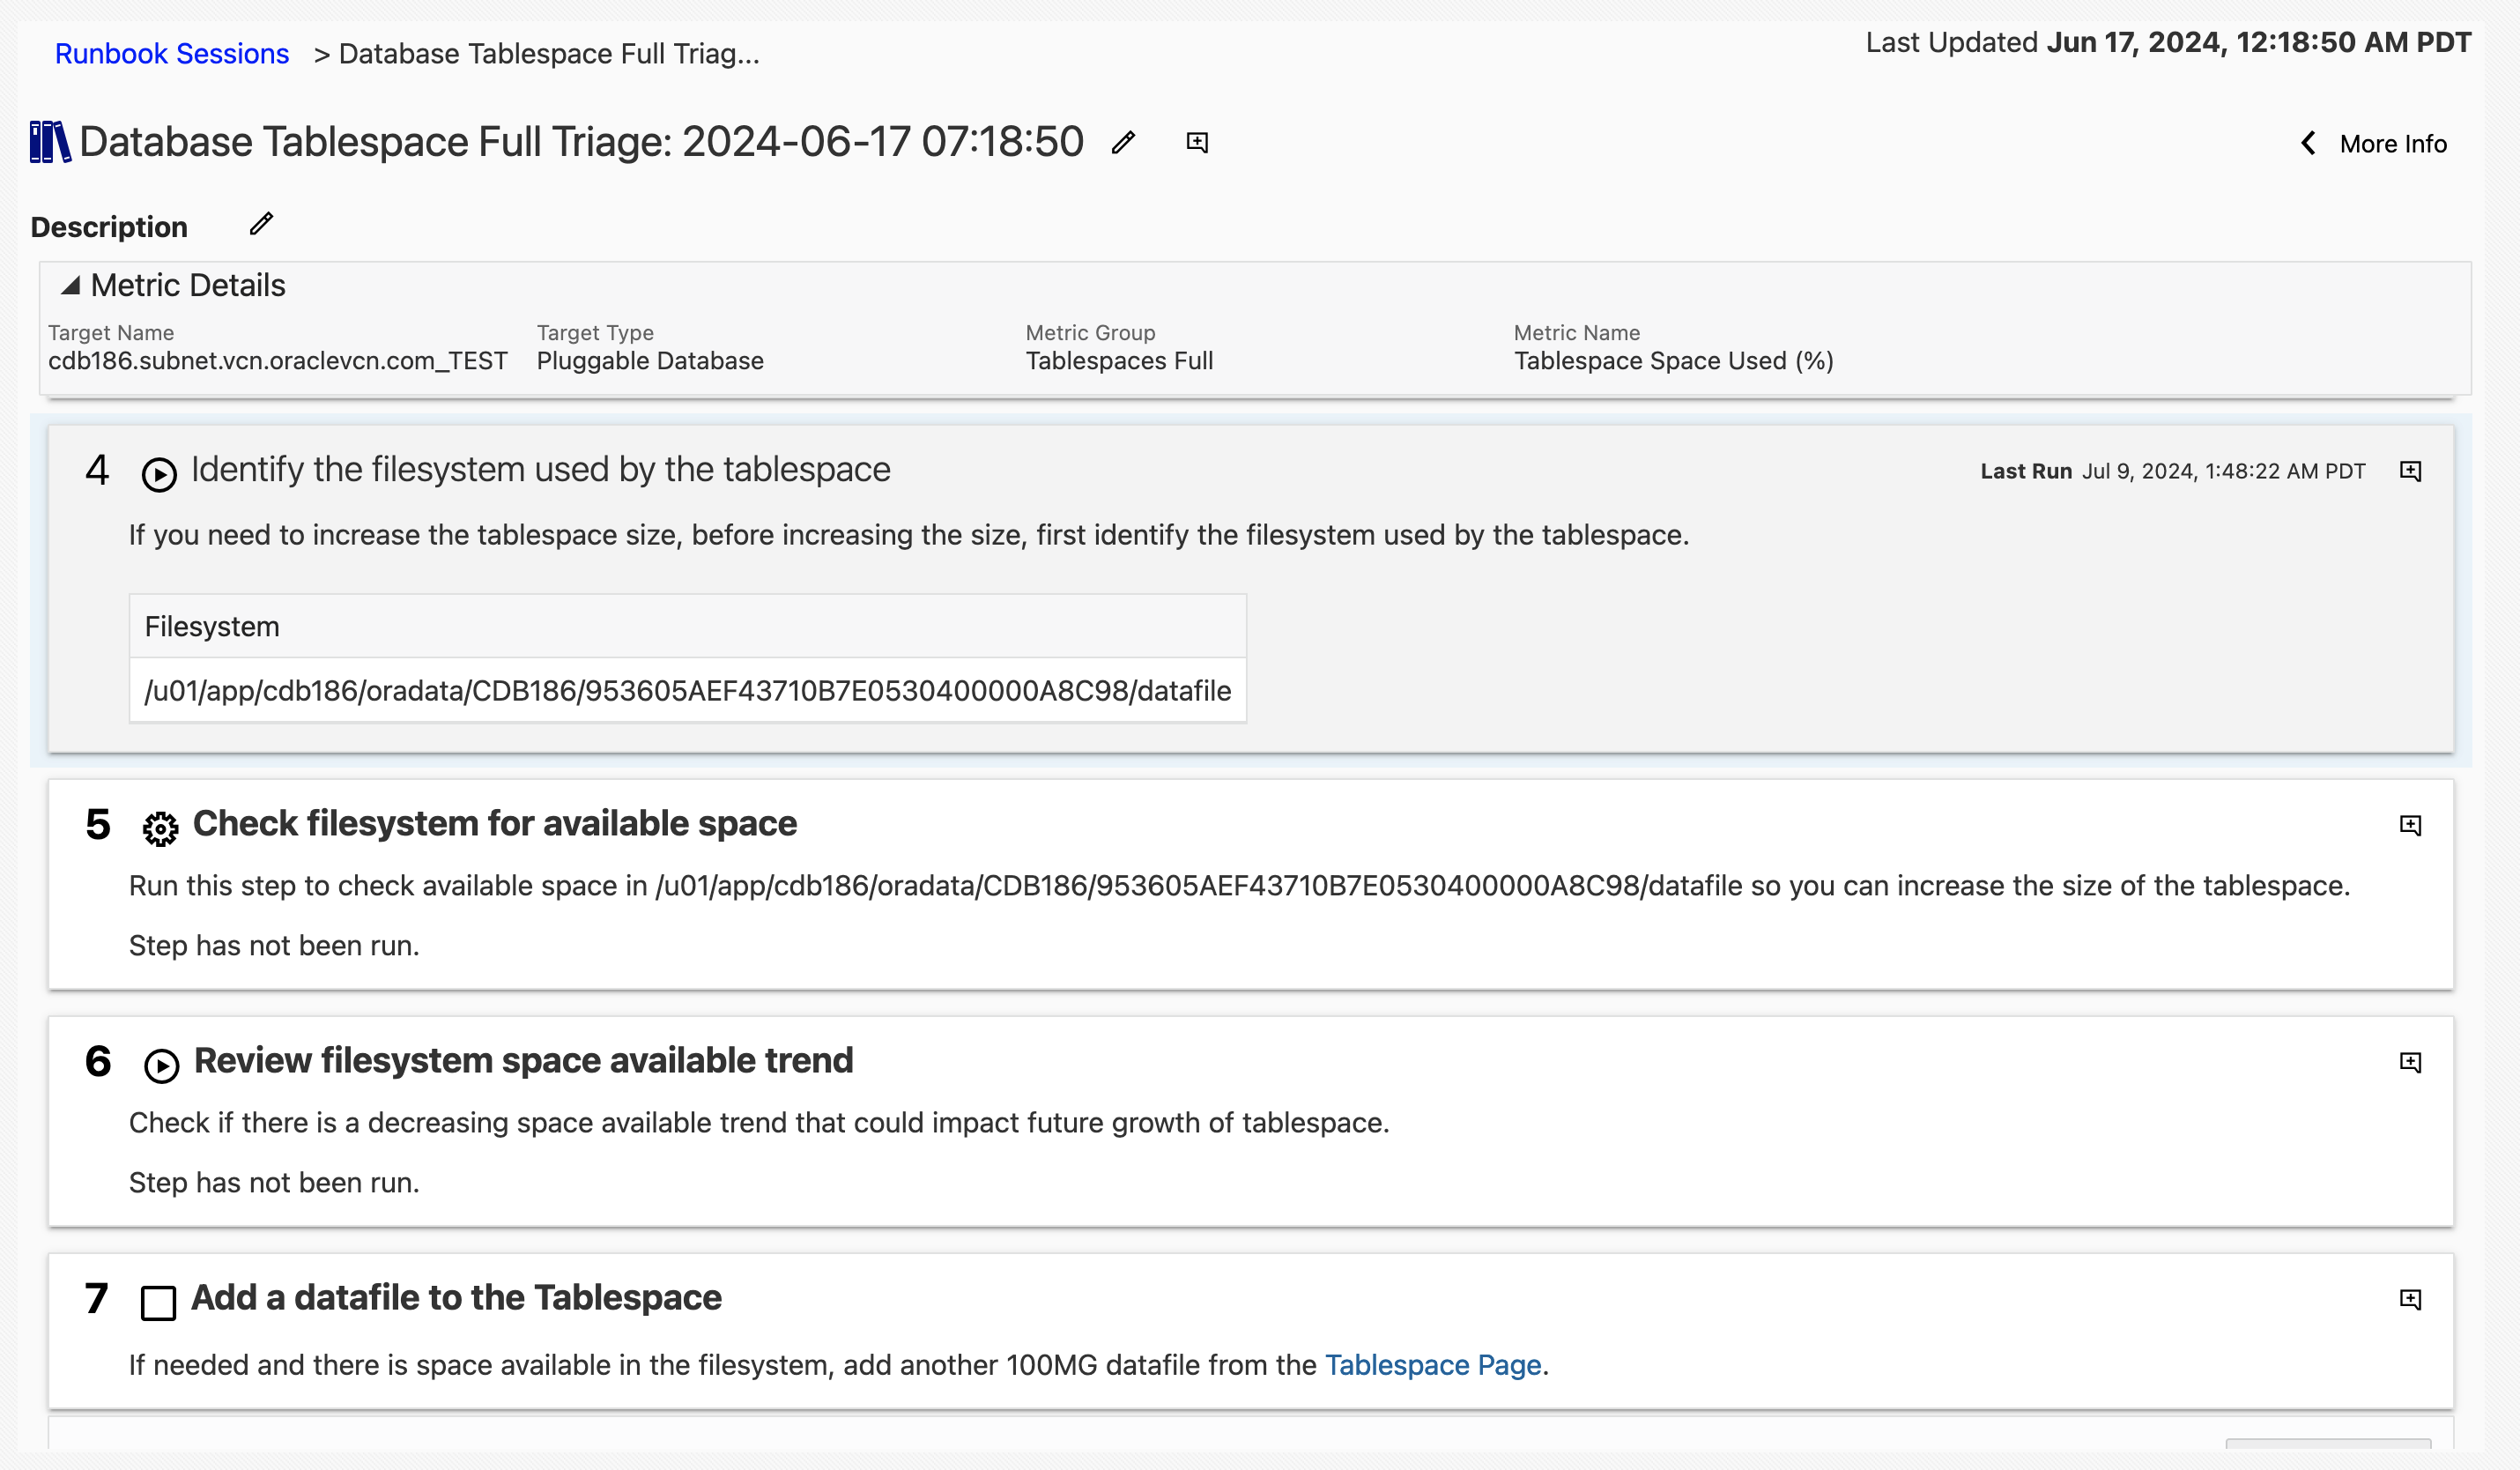 Runbook Sessions > Database Tablespace Full Triag...
Last Updated Jun 17, 2024, 12:18:50 AM PDT
Database Tablespace Full Triage: 2024-06-17 07:18:50
More Info
Description
Metric Details
Target Name Target Type Metric Group Metric Name
cdb186.subnet.vcn.oraclevcn.com_TEST Pluggable Database Tablespaces Full Tablespace Space Used (%)
4 Identify the filesystem used by the tablespace
Last Run Jul 9, 2024, 1:48:22 AM PDT
If you need to increase the tablespace size, before increasing the size, first identify the filesystem used by the tablespace.
Filesystem
/u01/app/cdb186/oradata/CDB186/953605AEF43710B7E0530400000A8C98/datafile
5 Check filesystem for available space
Run this step to check available space in /u01/app/cdb186/oradata/CDB186/953605AEF43710B7E0530400000A8C98/datafile so you can increase the size of the tablespace.
Step has not been run.
6 Review filesystem space available trend
Check if there is a decreasing space available trend that could impact future growth of tablespace.
Step has not been run.
7 Add a datafile to the Tablespace
If needed and there is space available in the filesystem, add another 100MG datafile from the Tablespace Page.